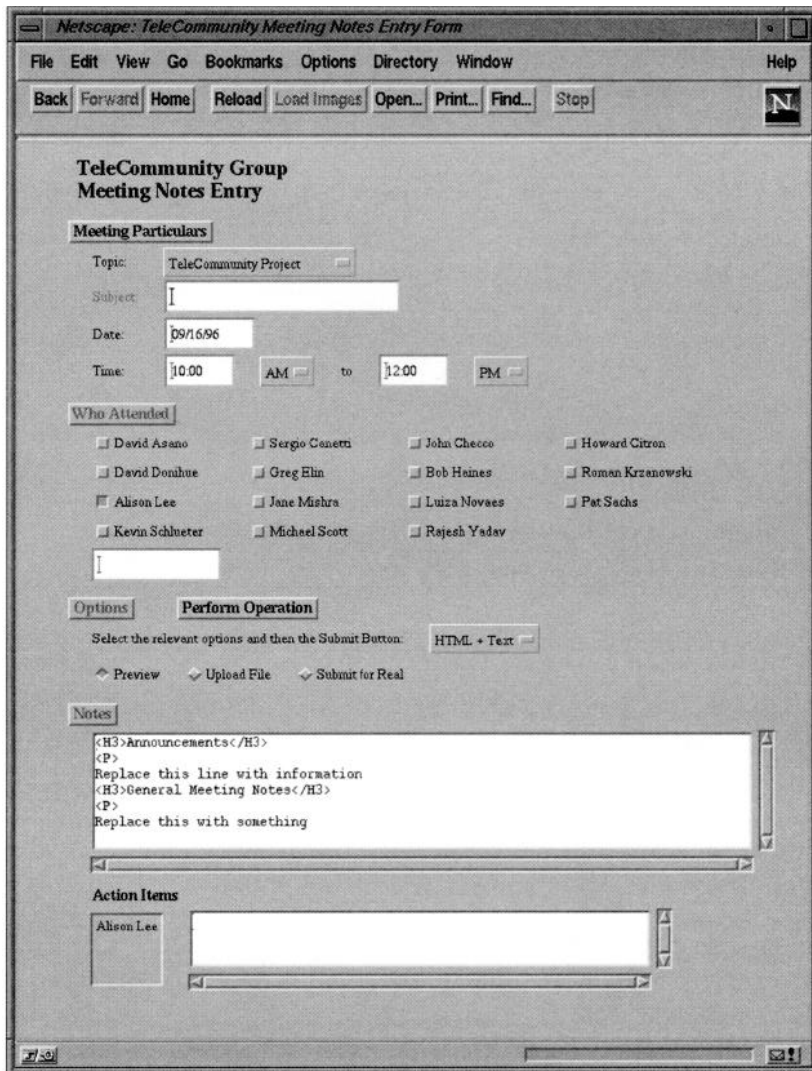 Netscape: TeleCommunity Meeting Notes Entry Form
File Edit View Go Bookmarks Options Directory Window Help
Back Forward Home Reload Load Images Open... Print... Find... Stop N
TeleCommunity Group
Meeting Notes Entry
Meeting Particulars
Topic: TeleCommunity Project
Subject:
Date: 09/16/96
Time: 10:00 AM to 12:00 PM
Who Attended
David Asano Sergio Canetti John Checco Howard Citron
David Donihue Greg Elin Bob Haines Roman Krzanowski
Alison Lee Jane Mishra Luiza Novaes Pat Sachs
Kevin Schlueter Michael Scott Rajesh Yadav
Options Perform Operation
Select the relevant options and then the Submit Button: HTML + Text
Preview Upload File Submit for Real
Notes
<H3>Announcements</H3>
<P>
Replace this line with information
<H3>General Meeting Notes</H3>
<P>
Replace this with something
Action Items
Alison Lee